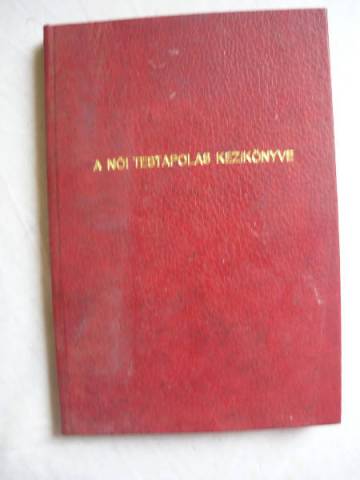 A NŐI TESTÁPOLÁS KÉZIKÖNYVE